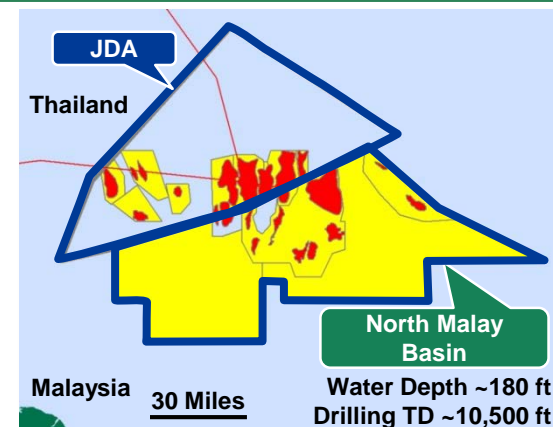 JDA
Thailand
North Malay
Basin
Malaysia
30 Miles
Water Depth ~180 ft
Drilling TD ~10,500 ft